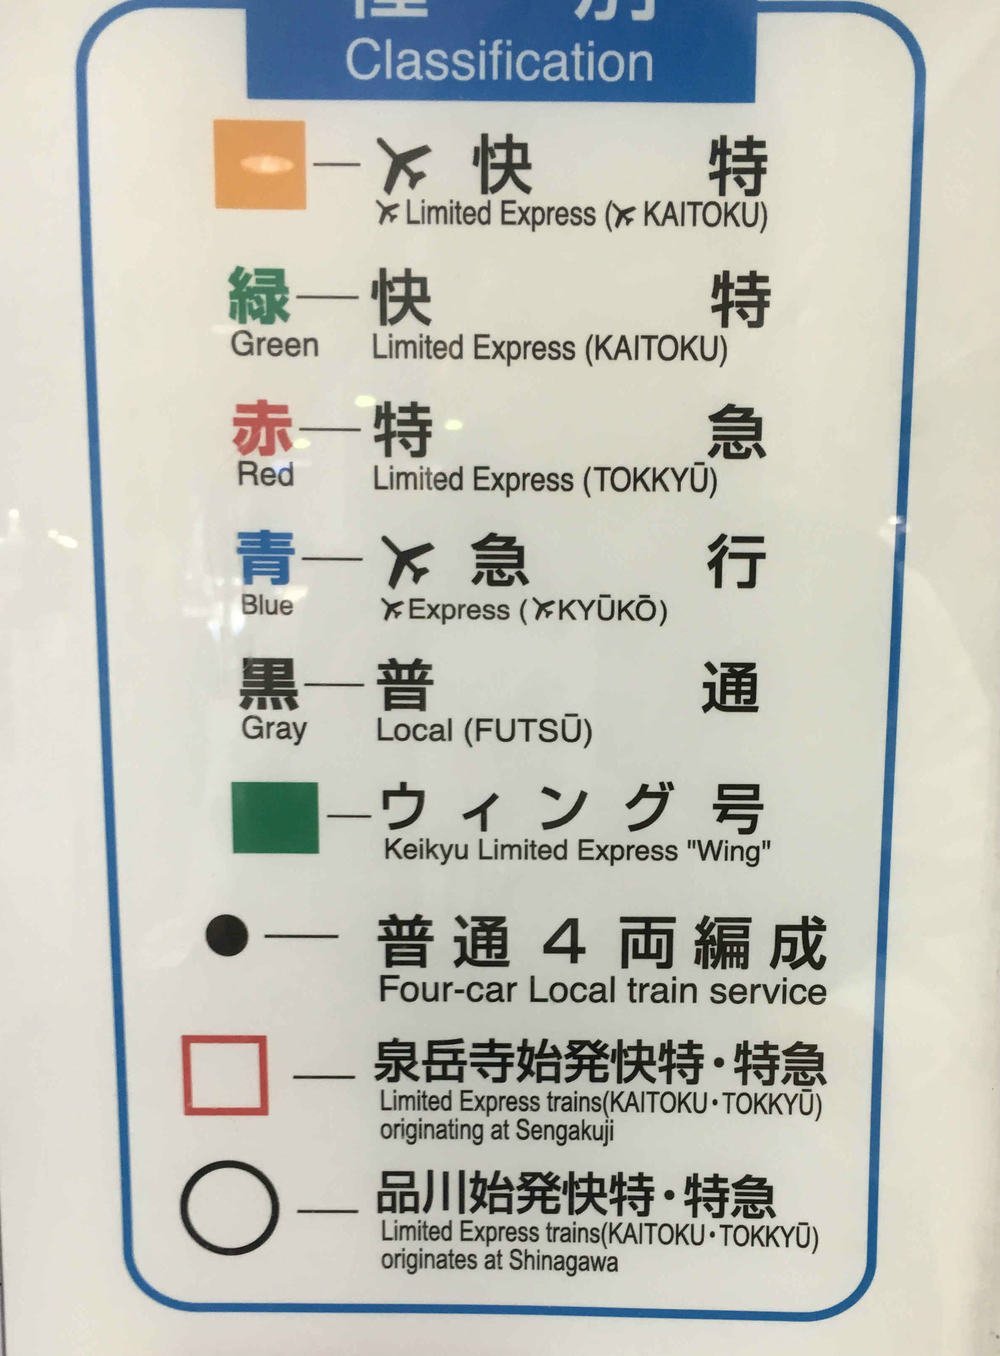 種別
Classification
快特
Limited Express (KAITOKU)
緑 快特
Green Limited Express (KAITOKU)
赤 特急
Red Limited Express (TOKKYŪ)
青 急行
Blue Express (KYŪKŌ)
黒 普通
Gray Local (FUTSŪ)
ウィング号
Keikyu Limited Express "Wing"
普通4両編成
Four-car Local train service
泉岳寺始発快特・特急
Limited Express trains(KAITOKU・TOKKYŪ)
originating at Sengakuji
品川始発快特・特急
Limited Express trains(KAITOKU・TOKKYŪ)
originates at Shinagawa